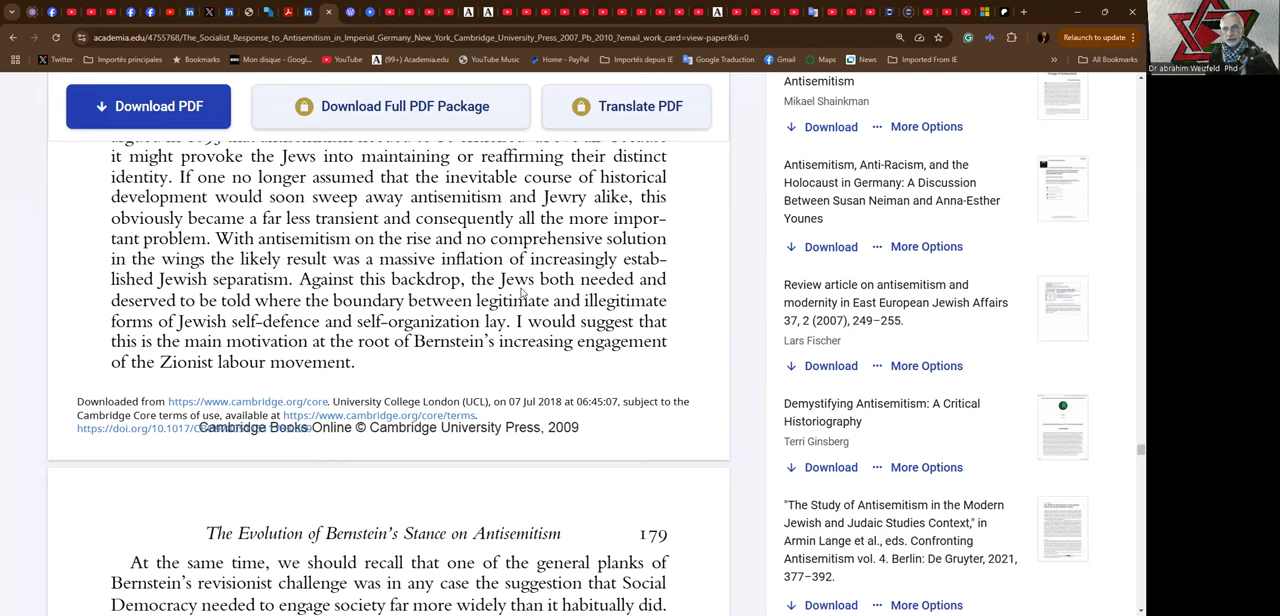 academia.edu/4755768/The_Socialist_Response_to_Antisemitism_in_Imperial_Germany_New_York_Cambridge_University_Press_2007_Pb_2010_?email_work_card=view-paper&li=0
Relaunch to update
Twitter
Importés principales
Bookmarks
Mon disque - Googl...
YouTube
(99+) Academia.edu
YouTube Music
Home - PayPal
Importés depuis IE
Google Traduction
Gmail
Maps
News
Imported From IE
All Bookmarks
Dr abrahim Weizfeld Phd
Download PDF
Download Full PDF Package
Translate PDF
it might provoke the Jews into maintaining or reaffirming their distinct
identity. If one no longer assumed that the inevitable course of historical
development would soon sweep away antisemitism and Jewry alike, this
obviously became a far less transient and consequently all the more impor-
tant problem. With antisemitism on the rise and no comprehensive solution
in the wings the likely result was a massive inflation of increasingly estab-
lished Jewish separatism. Against this backdrop, the Jews both needed and
deserved to be told where the boundary between legitimate and illegitimate
forms of Jewish self-defence and self-organization lay. I would suggest that
this is the main motivation at the root of Bernstein's increasing engagement
of the Zionist labour movement.
Downloaded from https://www.cambridge.org/core. University College London (UCL), on 07 Jul 2018 at 06:45:07, subject to the
Cambridge Core terms of use, available at https://www.cambridge.org/core/terms.
https://doi.org/10.1017/
Cambridge Books Online © Cambridge University Press, 2009
The Evolution of Bernstein's Stance on Antisemitism 179
At the same time, we should recall that one of the general planks of
Bernstein's revisionist challenge was in any case the suggestion that Social
Democracy needed to engage society far more widely than it habitually did.
Antisemitism
Mikael Shainkman
Download ··· More Options
Antisemitism, Anti-Racism, and the
Holocaust in Germany: A Discussion
Between Susan Neiman and Anna-Esther
Younes
Download ··· More Options
Review article on antisemitism and
modernity in East European Jewish Affairs
37, 2 (2007), 249–255.
Lars Fischer
Download ··· More Options
Demystifying Antisemitism: A Critical
Historiography
Terri Ginsberg
Download ··· More Options
"The Study of Antisemitism in the Modern
Jewish and Judaic Studies Context," in
Armin Lange et al., eds. Confronting
Antisemitism vol. 4. Berlin: De Gruyter, 2021,
377–392.
Download ··· More Options